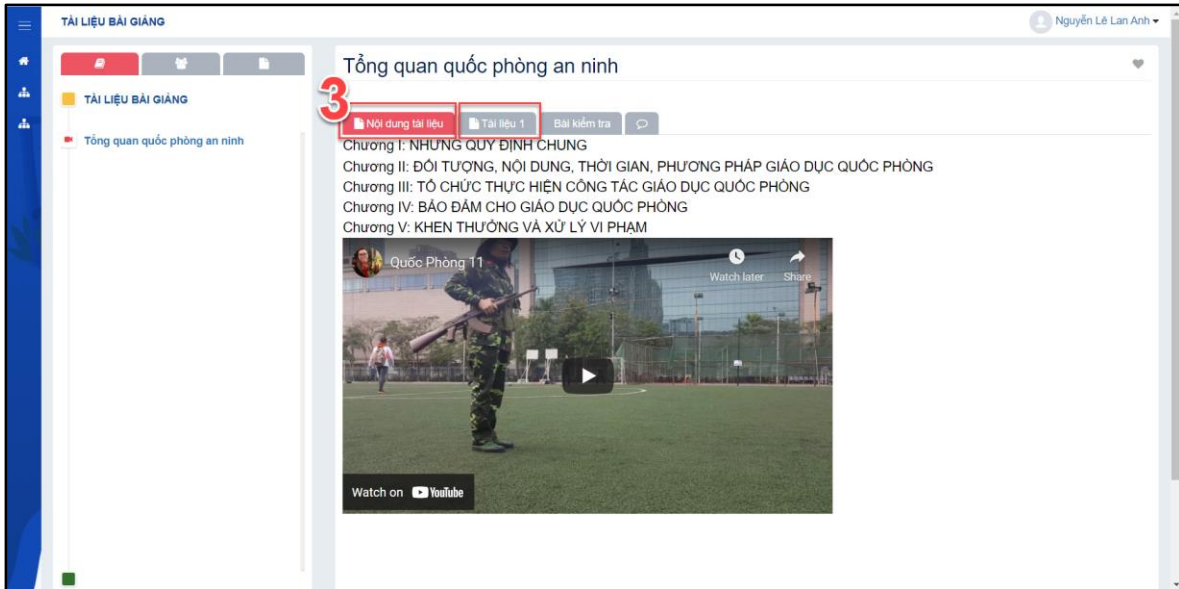 TÀI LIỆU BÀI GIẢNG
Nguyễn Lê Lan Anh
TÀI LIỆU BÀI GIẢNG
Tổng quan quốc phòng an ninh
Tổng quan quốc phòng an ninh
3
Nội dung tài liệu Tài liệu 1 Bài kiểm tra
Chương I: NHƯNG QUY ĐỊNH CHUNG
Chương II: ĐỐI TƯỢNG, NỘI DUNG, THỜI GIAN, PHƯƠNG PHÁP GIÁO DỤC QUỐC PHÒNG
Chương III: TỔ CHỨC THỰC HIỆN CÔNG TÁC GIÁO DỤC QUỐC PHÒNG
Chương IV: BẢO ĐẢM CHO GIÁO DỤC QUỐC PHÒNG
Chương V: KHEN THƯỞNG VÀ XỬ LÝ VI PHẠM
Quốc Phòng 11
Watch later Share
Watch on YouTube